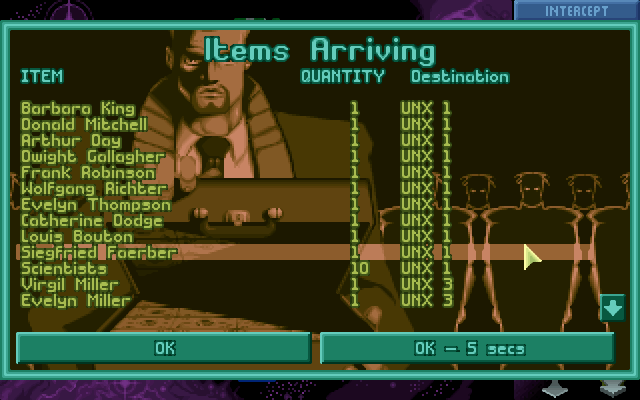 INTERCEPT
Items Arriving
ITEM QUANTITY Destination
Barbara King 1 UNX 1
Donald Mitchell 1 UNX 1
Arthur Day 1 UNX 1
Dwight Gallagher 1 UNX 1
Frank Robinson 1 UNX 1
Wolfgang Richter 1 UNX 1
Evelyn Thompson 1 UNX 1
Catherine Dodge 1 UNX 1
Louis Bouton 1 UNX 1
Siegfried Faerber 1 UNX 1
Scientists 10 UNX 1
Virgil Miller 1 UNX 3
Evelyn Miller 1 UNX 3
OK OK - 5 secs